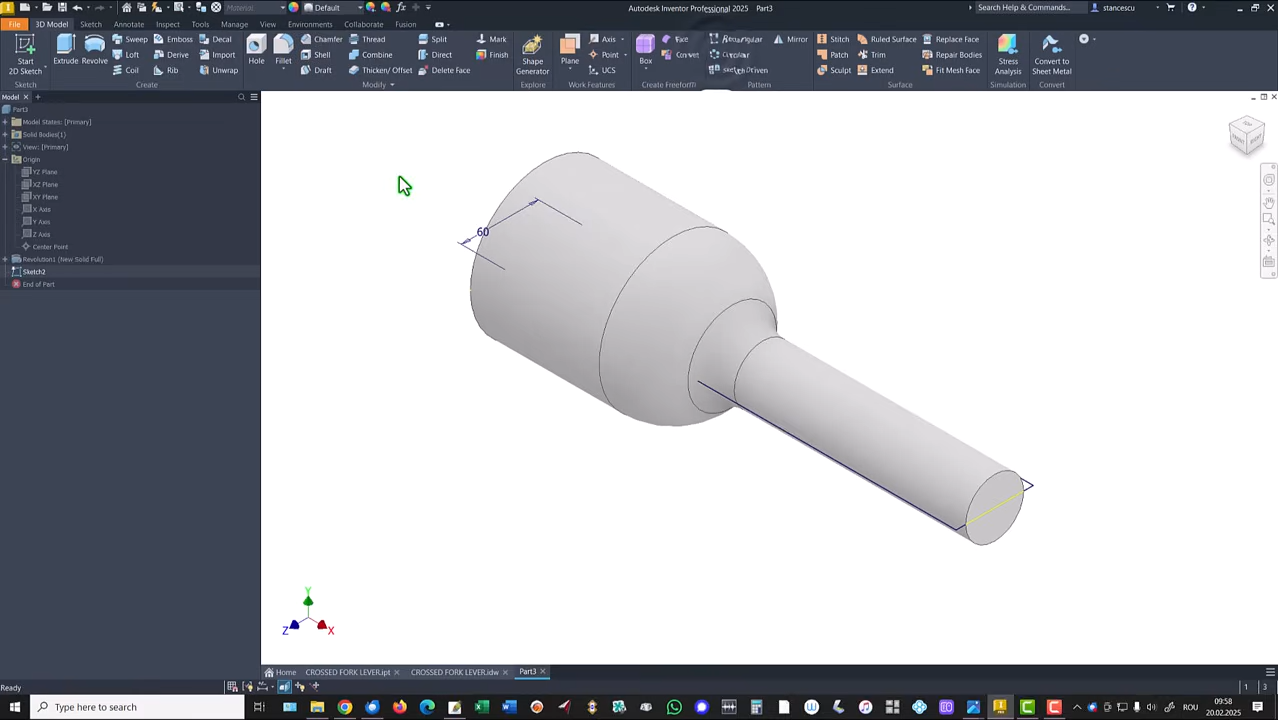 Material
Default
Autodesk Inventor Professional 2025 Part3
Search Help & Commands...
stancescu
File 3D Model Sketch Annotate Inspect Tools Manage View Environments Collaborate Fusion
Start
2D Sketch
Extrude
Revolve
Sweep Emboss Decal
Loft Derive Import
Coil Rib Unwrap
Hole
Fillet
Chamfer Thread Split Mark
Shell Combine Direct Finish
Draft Thicken/ Offset Delete Face
Shape
Generator
Plane
Axis
Point
UCS
Box
Face
Convert
Rectangular Mirror
Circular
Sketch Driven
Stitch Ruled Surface Replace Face
Patch Trim Repair Bodies
Sculpt Extend Fit Mesh Face
Stress
Analysis
Convert to
Sheet Metal
Sketch Create Modify Explore Work Features Create Freeform Pattern Surface Simulation Convert
Model
Part3
Model States: [Primary]
Solid Bodies(1)
View: [Primary]
Origin
YZ Plane
XZ Plane
XY Plane
X Axis
Y Axis
Z Axis
Center Point
Revolution1 (New Solid Full)
Sketch2
End of Part
60
Y
Z
X
Home CROSSED FORK LEVER.ipt CROSSED FORK LEVER.idw Part3
Ready
1 3
Type here to search
ROU
09:58
20.02.2025